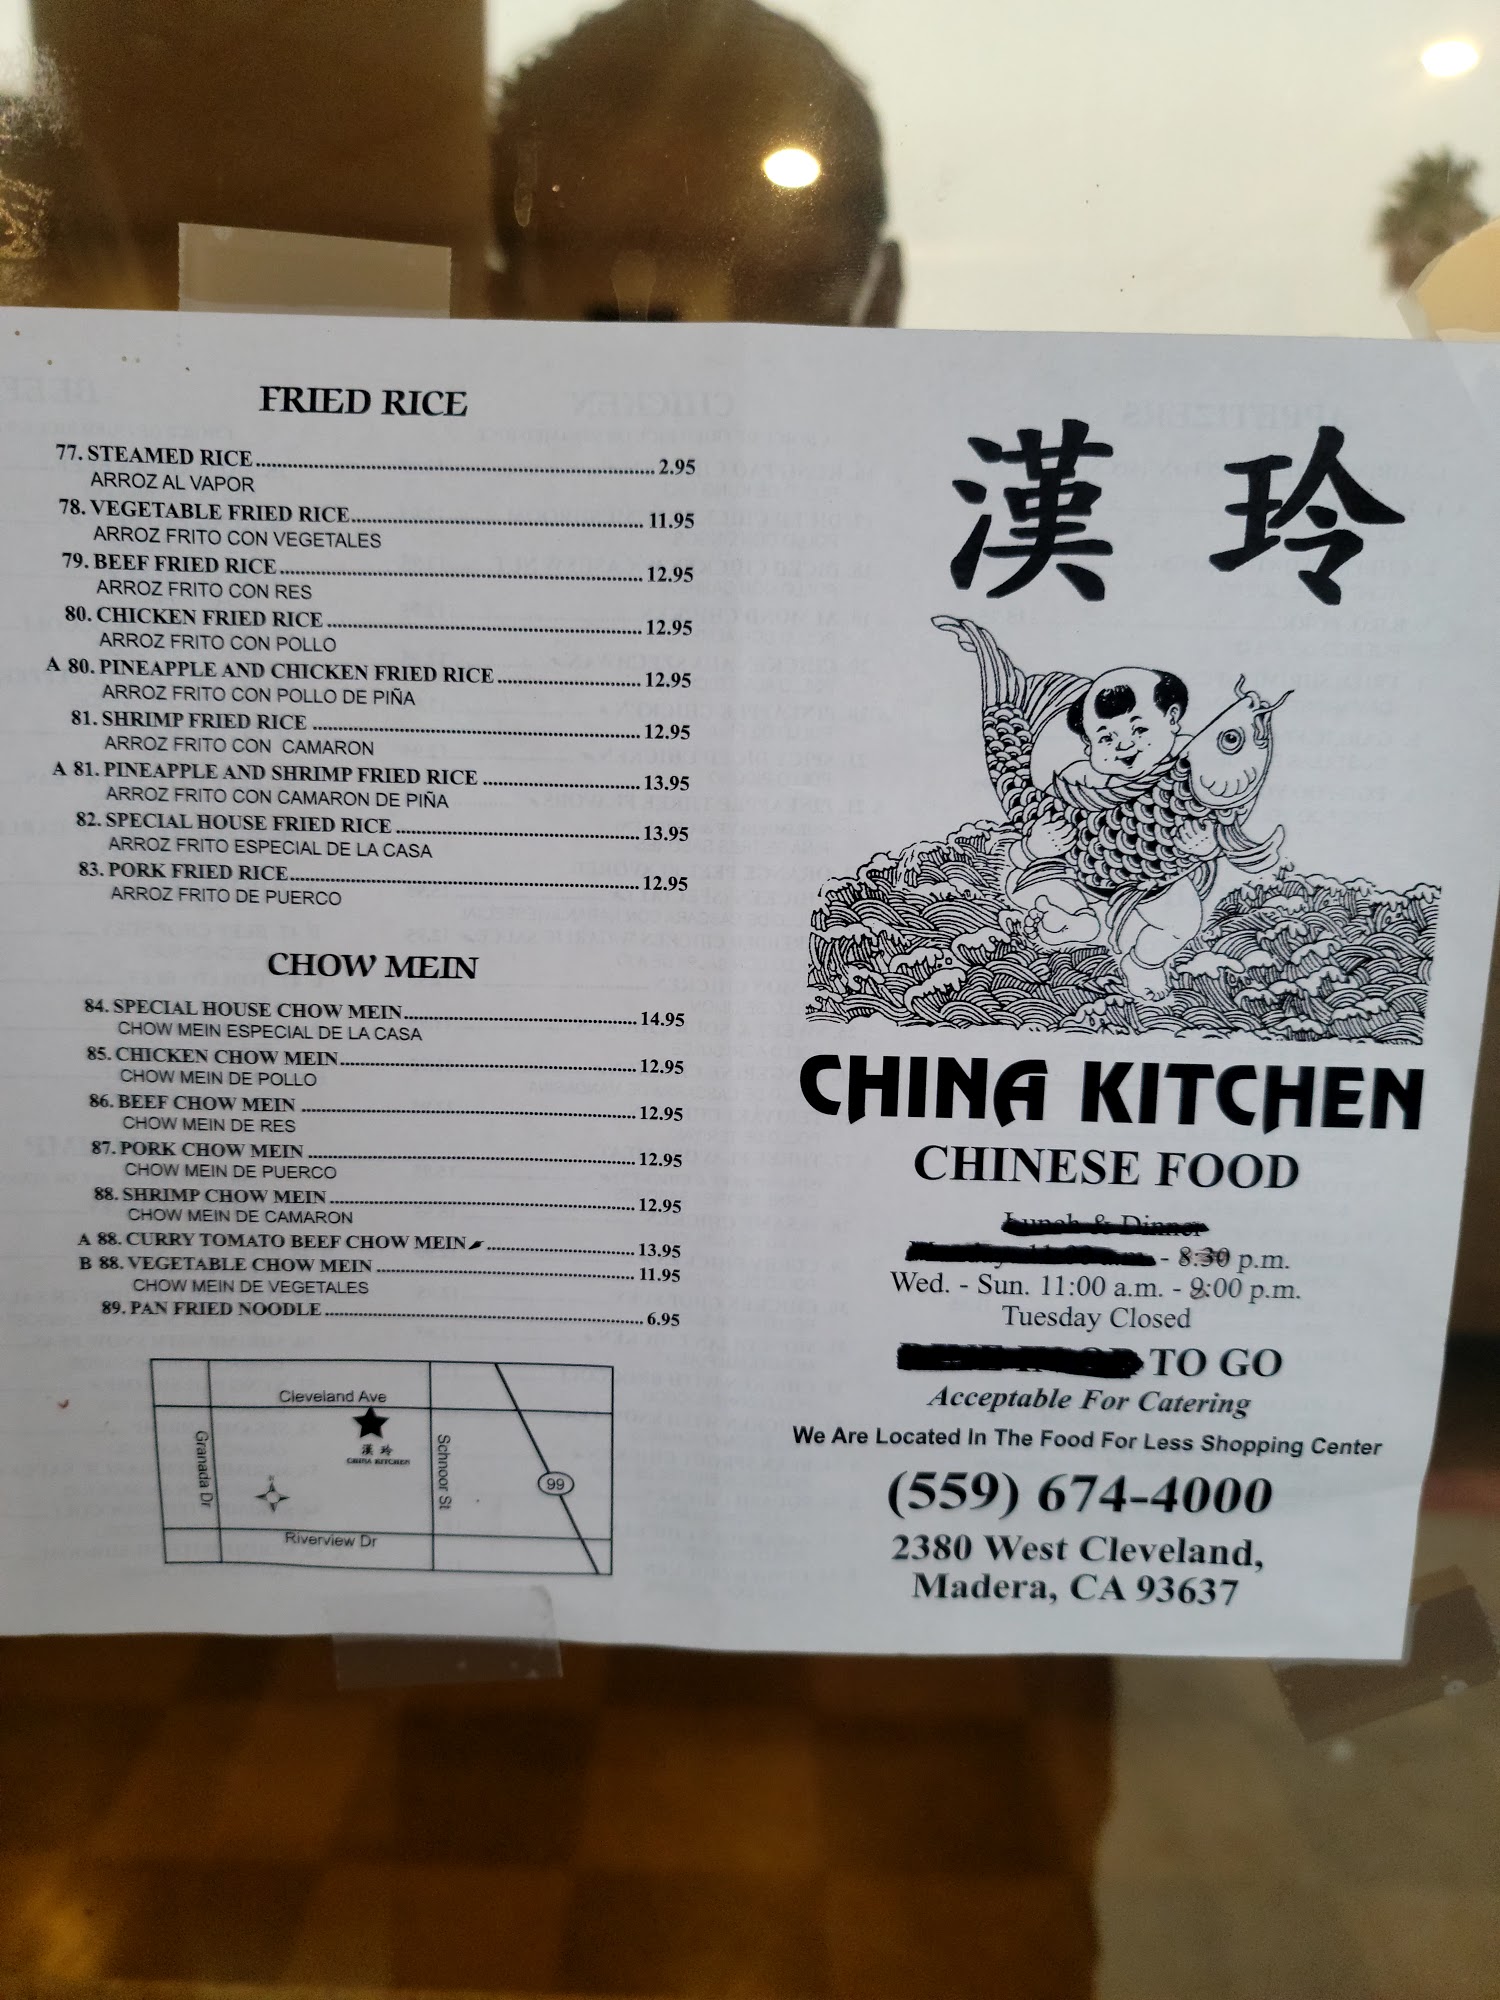 FRIED RICE
77. STEAMED RICE 2.95
ARROZ AL VAPOR
78. VEGETABLE FRIED RICE 11.95
ARROZ FRITO CON VEGETALES
79. BEEF FRIED RICE 12.95
ARROZ FRITO CON RES
80. CHICKEN FRIED RICE 12.95
ARROZ FRITO CON POLLO
A 80. PINEAPPLE AND CHICKEN FRIED RICE 12.95
ARROZ FRITO CON POLLO DE PIÑA
81. SHRIMP FRIED RICE 12.95
ARROZ FRITO CON CAMARON
A 81. PINEAPPLE AND SHRIMP FRIED RICE 13.95
ARROZ FRITO CON CAMARON DE PIÑA
82. SPECIAL HOUSE FRIED RICE 13.95
ARROZ FRITO ESPECIAL DE LA CASA
83. PORK FRIED RICE 12.95
ARROZ FRITO DE PUERCO
CHOW MEIN
84. SPECIAL HOUSE CHOW MEIN 14.95
CHOW MEIN ESPECIAL DE LA CASA
85. CHICKEN CHOW MEIN 12.95
CHOW MEIN DE POLLO
86. BEEF CHOW MEIN 12.95
CHOW MEIN DE RES
87. PORK CHOW MEIN 12.95
CHOW MEIN DE PUERCO
88. SHRIMP CHOW MEIN 12.95
CHOW MEIN DE CAMARON
A 88. CURRY TOMATO BEEF CHOW MEIN 13.95
B 88. VEGETABLE CHOW MEIN 11.95
CHOW MEIN DE VEGETALES
89. PAN FRIED NOODLE 6.95
Cleveland Ave
漢 玲
CHINA KITCHEN
Granada Dr
Schnoor St
99
N
Riverview Dr
漢 玲
CHINA KITCHEN
CHINESE FOOD
Lunch & Dinner
- 8:30 p.m.
Wed. - Sun. 11:00 a.m. - 9:00 p.m.
Tuesday Closed
TO GO
Acceptable For Catering
We Are Located In The Food For Less Shopping Center
(559) 674-4000
2380 West Cleveland,
Madera, CA 93637